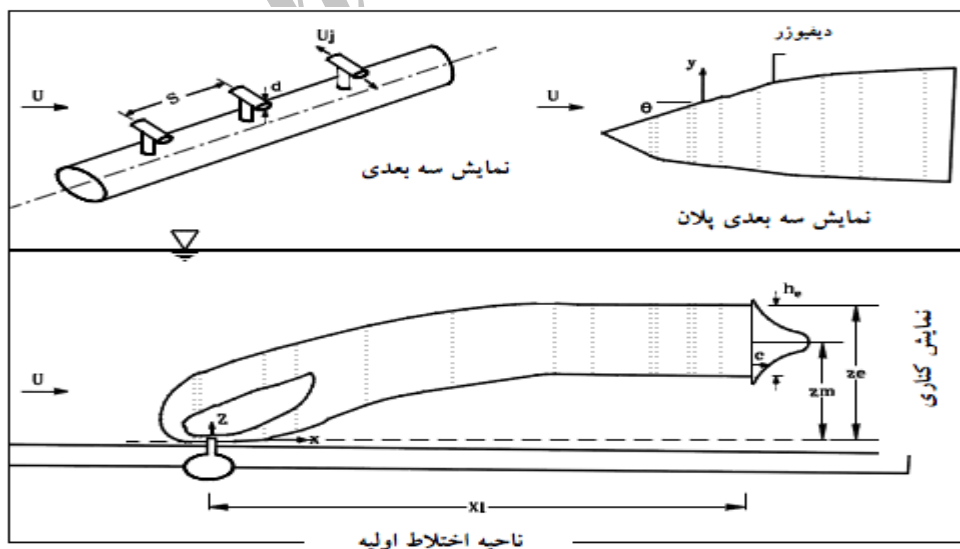 U
S
d
Uj
نمایش سه بعدی
U
θ
y
دیفیوزر
نمایش سه بعدی پلان
U
Z
x
c
he
zm
ze
نمایش کناری
XI
ناحیه اختلاط اولیه